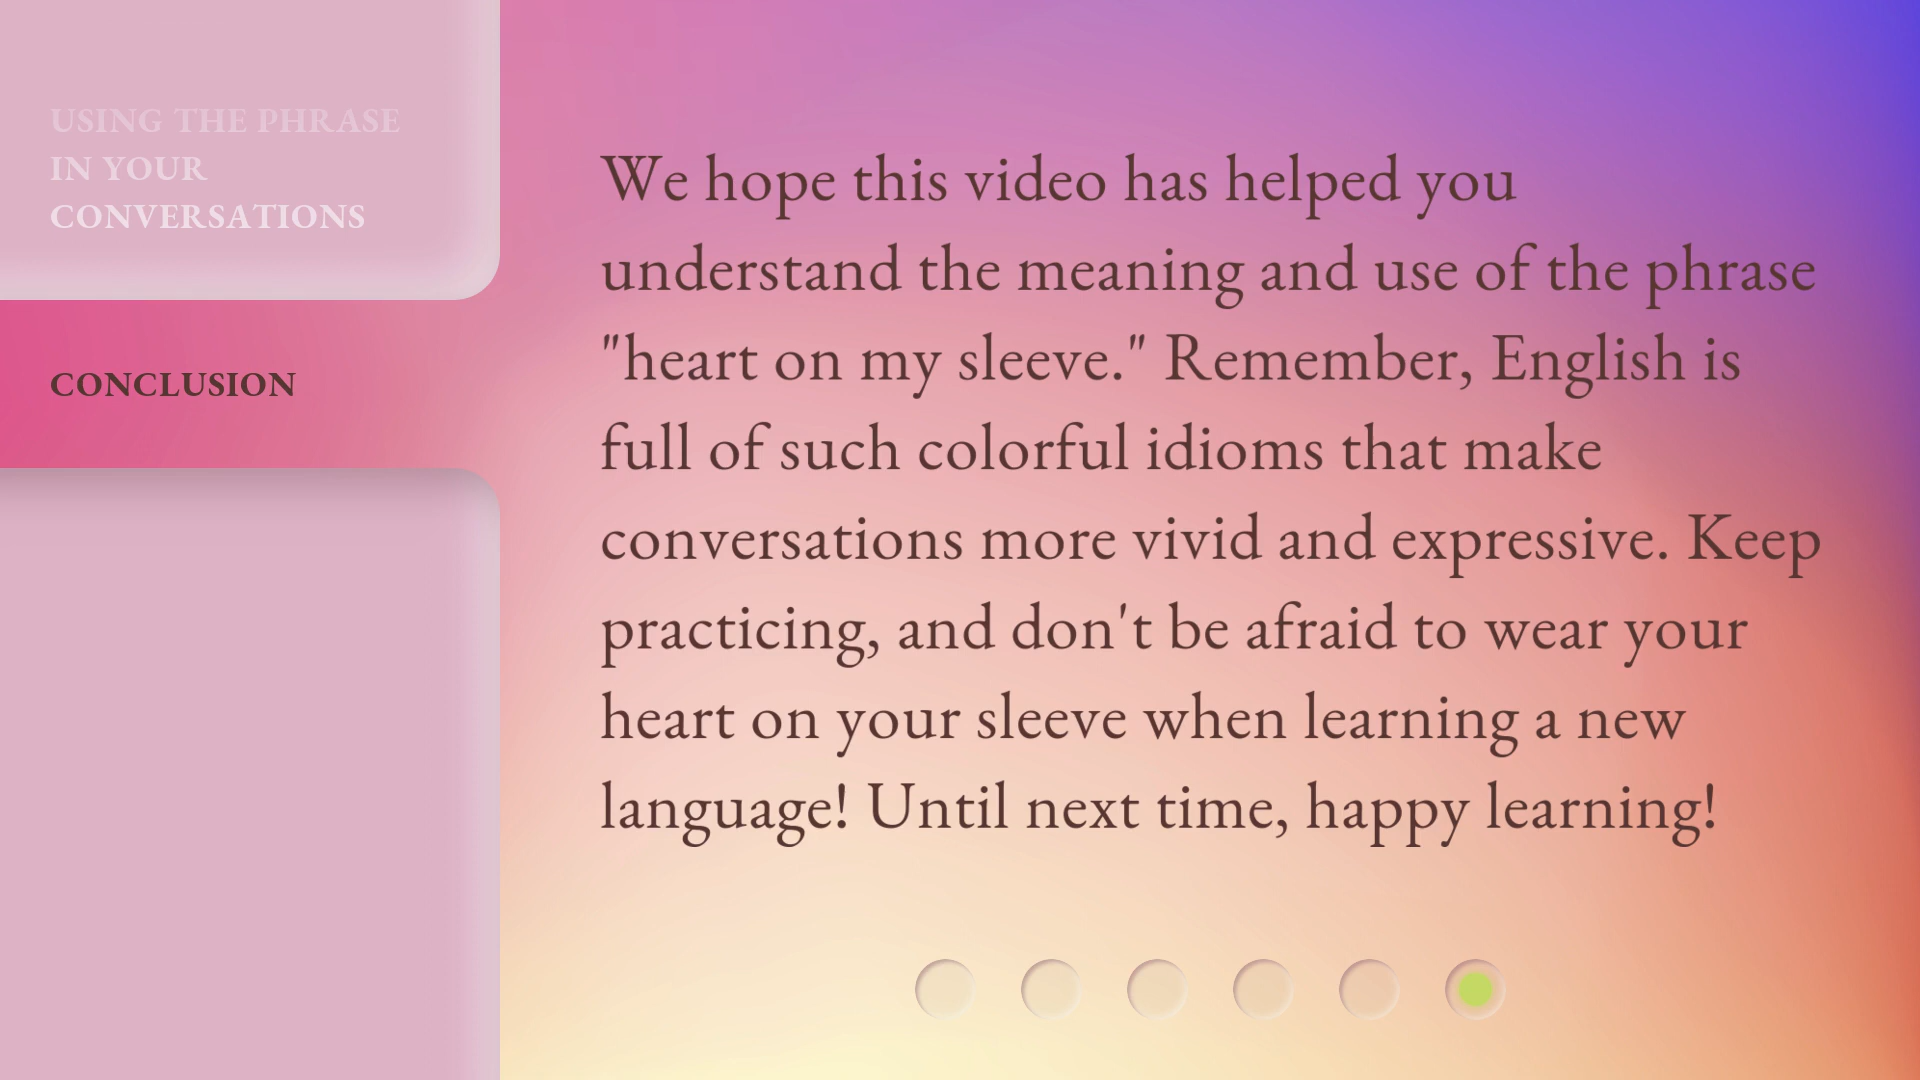 USING THE PHRASE
IN YOUR
CONVERSATIONS
CONCLUSION
We hope this video has helped you
understand the meaning and use of the phrase
"heart on my sleeve." Remember, English is
full of such colorful idioms that make
conversations more vivid and expressive. Keep
practicing, and don't be afraid to wear your
heart on your sleeve when learning a new
language! Until next time, happy learning!